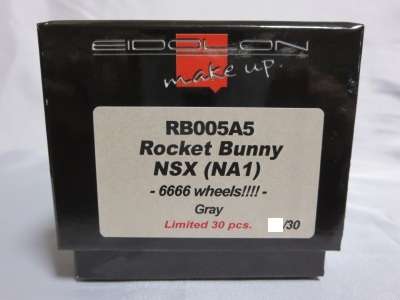 EIDOLON
make up.
RB005A5
Rocket Bunny
NSX (NA1)
- 6666 wheels!!!! -
Gray
Limited 30 pcs. /30